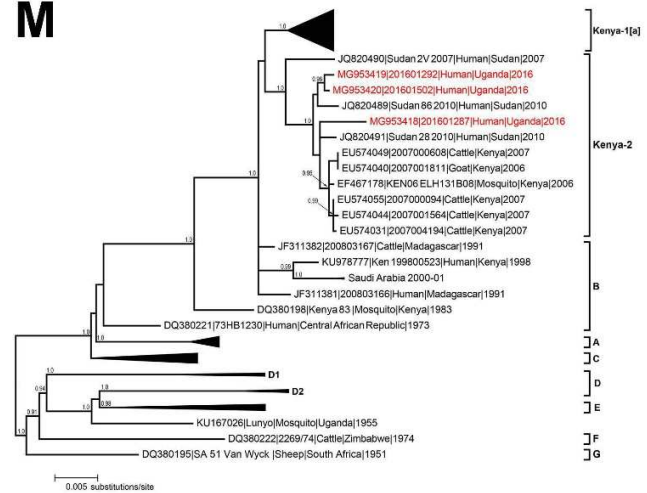 M
Kenya-1[a]
JQ820490|Sudan 2V 2007|Human|Sudan|2007
MG953419|201601292|Human|Uganda|2016
0.98
MG953420|201601502|Human|Uganda|2016
1.0
JQ820489|Sudan 86 2010|Human|Sudan|2010
1.0
MG953418|201601287|Human|Uganda|2016
JQ820491|Sudan 28 2010|Human|Sudan|2010
Kenya-2
EU574049|2007000608|Cattle|Kenya|2007
EU574040|2007001811|Goat|Kenya|2006
1.0
EF467178|KEN06 ELH131B08|Mosquito|Kenya|2006
EU574055|2007000094|Cattle|Kenya|2007
EU574044|2007001564|Cattle|Kenya|2007
EU574031|2007004194|Cattle|Kenya|2007
1.0
JF311382|200803167|Cattle|Madagascar|1991
KU978777|Ken 199800523|Human|Kenya|1998
0.99
1.0
Saudi Arabia 2000-01
B
JF311381|200803166|Human|Madagascar|1991
DQ380198|Kenya 83|Mosquito|Kenya|1983
DQ380221|73HB1230|Human|Central African Republic|1973
1.0
1.0
A
C
1.0
D1
D
0.94
1.0
D2
0.98
E
0.91
KU167026|Lunyo|Mosquito|Uganda|1955
1.0
DQ380222|2269/74|Cattle|Zimbabwe|1974
F
DQ380195|SA 51 Van Wyck |Sheep|South Africa|1951
G
0.005 substitutions/site